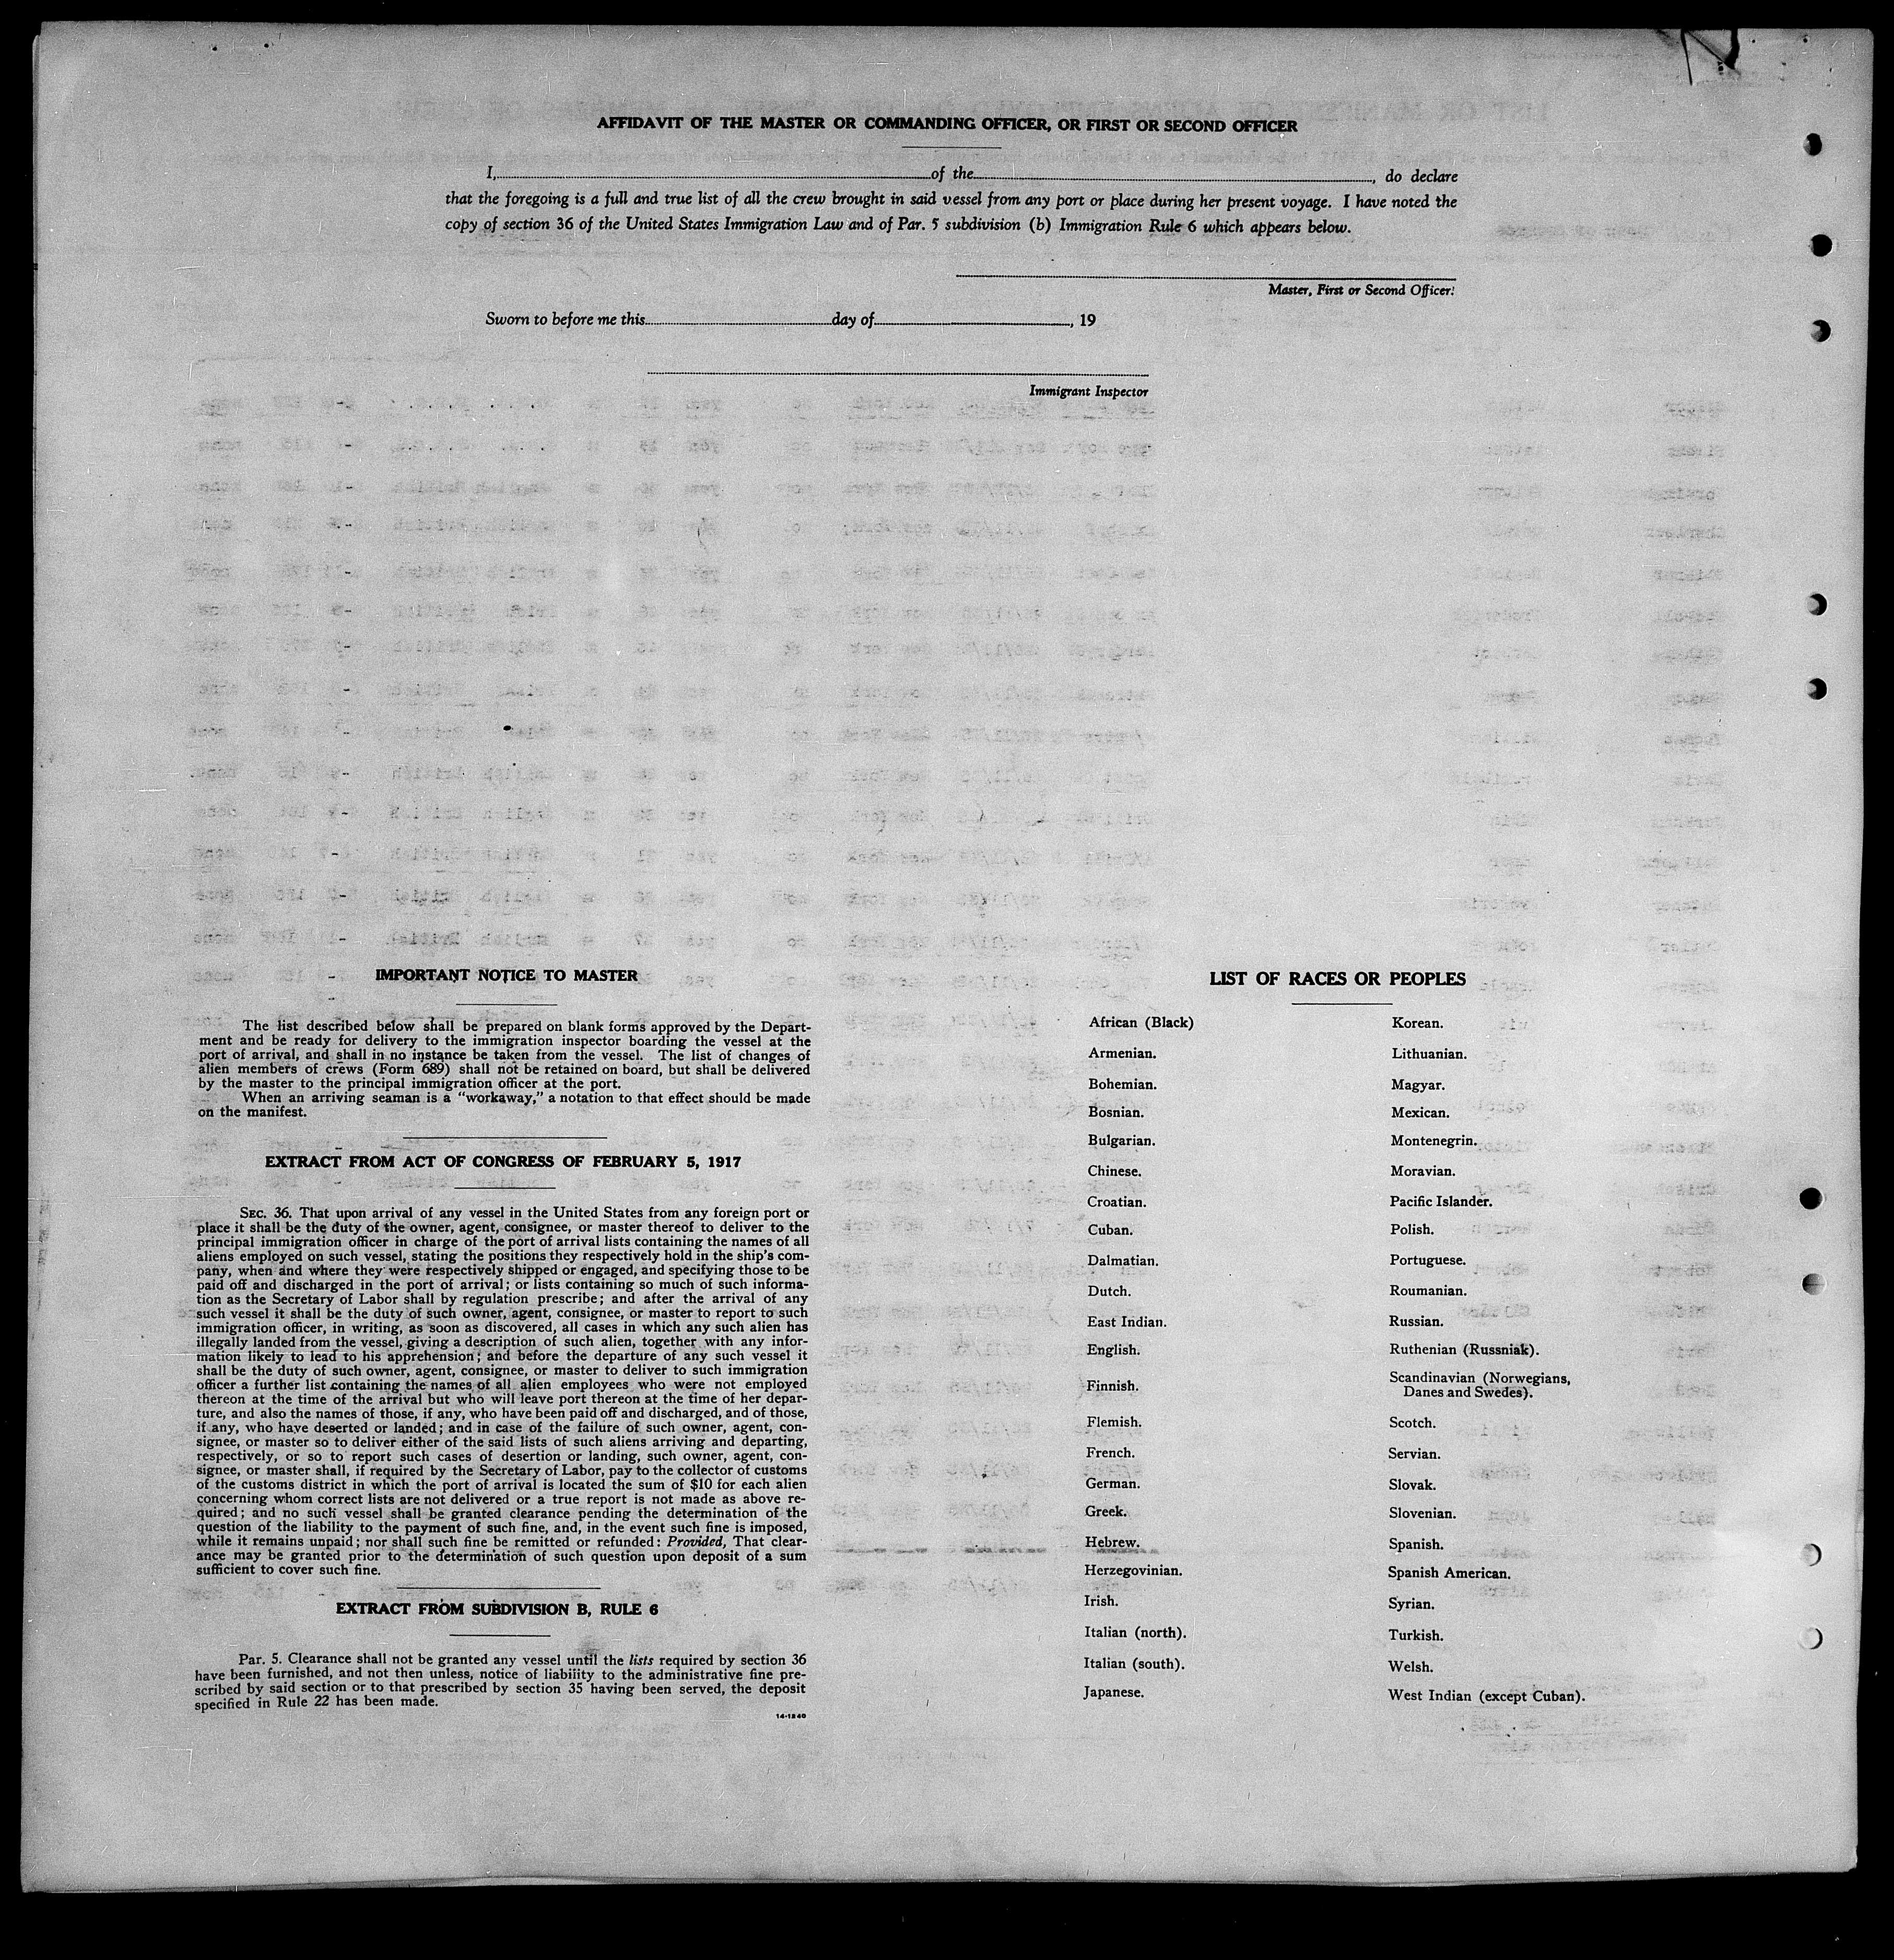 AFFIDAVIT OF THE MASTER OR COMMANDING OFFICER, OR FIRST OR SECOND OFFICER
I, of the , do declare
that the foregoing is a full and true list of all the crew brought in said vessel from any port or place during her present voyage. I have noted the
copy of section 36 of the United States Immigration Law and of Par. 5 subdivision (b) Immigration Rule 6 which appears below.
Master, First or Second Officer.
Sworn to before me this day of , 19
Immigrant Inspector
IMPORTANT NOTICE TO MASTER
The list described below shall be prepared on blank forms approved by the Depart-
ment and be ready for delivery to the immigration inspector boarding the vessel at the
port of arrival, and shall in no instance be taken from the vessel. The list of changes of
alien members of crews (Form 689) shall not be retained on board, but shall be delivered
by the master to the principal immigration officer at the port.
When an arriving seaman is a "workaway," a notation to that effect should be made
on the manifest.
EXTRACT FROM ACT OF CONGRESS OF FEBRUARY 5, 1917
SEC. 36. That upon arrival of any vessel in the United States from any foreign port or
place it shall be the duty of the owner, agent, consignee, or master thereof to deliver to the
principal immigration officer in charge of the port of arrival lists containing the names of all
aliens employed on such vessel, stating the positions they respectively hold in the ship's com-
pany, when and where they were respectively shipped or engaged, and specifying those to be
paid off and discharged in the port of arrival; or lists containing so much of such informa-
tion as the Secretary of Labor shall by regulation prescribe; and after the arrival of any
such vessel it shall be the duty of such owner, agent, consignee, or master to report to such
immigration officer, in writing, as soon as discovered, all cases in which any such alien has
illegally landed from the vessel, giving a description of such alien, together with any infor-
mation likely to lead to his apprehension; and before the departure of any such vessel it
shall be the duty of such owner, agent, consignee, or master to deliver to such immigration
officer a further list containing the names of all alien employees who were not employed
thereon at the time of the arrival but who will leave port thereon at the time of her depar-
ture, and also the names of those, if any, who have been paid off and discharged, and of those,
if any, who have deserted or landed; and in case of the failure of such owner, agent, con-
signee, or master so to deliver either of the said lists of such aliens arriving and departing,
respectively, or so to report such cases of desertion or landing, such owner, agent, con-
signee, or master shall, if required by the Secretary of Labor, pay to the collector of customs
of the customs district in which the port of arrival is located the sum of $10 for each alien
concerning whom correct lists are not delivered or a true report is not made as above re-
quired; and no such vessel shall be granted clearance pending the determination of the
question of the liability to the payment of such fine, and, in the event such fine is imposed,
while it remains unpaid; nor shall such fine be remitted or refunded: Provided, That clear-
ance may be granted prior to the determination of such question upon deposit of a sum
sufficient to cover such fine.
EXTRACT FROM SUBDIVISION B, RULE 6
Par. 5. Clearance shall not be granted any vessel until the lists required by section 36
have been furnished, and not then unless, notice of liability to the administrative fine pre-
scribed by said section or to that prescribed by section 35 having been served, the deposit
specified in Rule 22 has been made.
14-1240
LIST OF RACES OR PEOPLES
African (Black)
Armenian.
Bohemian.
Bosnian.
Bulgarian.
Chinese.
Croatian.
Cuban.
Dalmatian.
Dutch.
East Indian.
English.
Finnish.
Flemish.
French.
German.
Greek.
Hebrew.
Herzegovinian.
Irish.
Italian (north).
Italian (south).
Japanese.
Korean.
Lithuanian.
Magyar.
Mexican.
Montenegrin.
Moravian.
Pacific Islander.
Polish.
Portuguese.
Roumanian.
Russian.
Ruthenian (Russniak).
Scandinavian (Norwegians,
Danes and Swedes).
Scotch.
Servian.
Slovak.
Slovenian.
Spanish.
Spanish American.
Syrian.
Turkish.
Welsh.
West Indian (except Cuban).